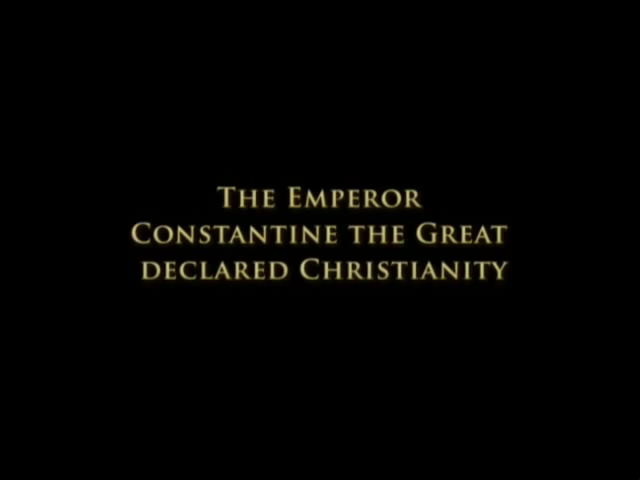 The Emperor
Constantine the Great
declared Christianity